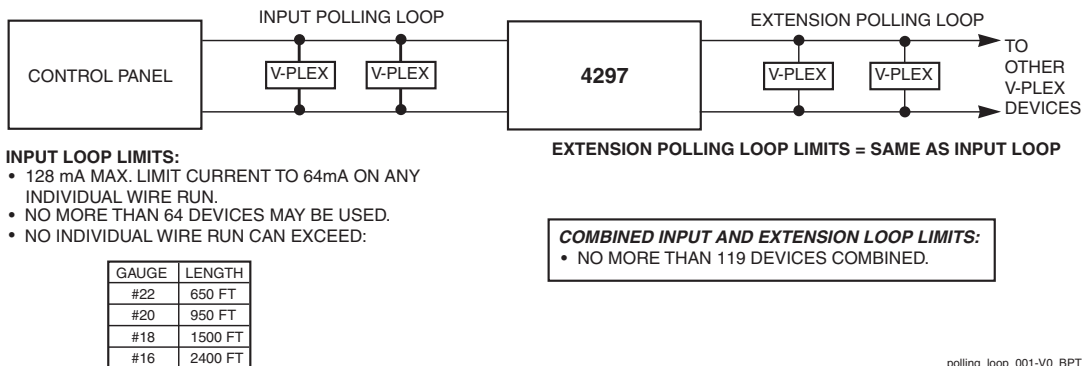 INPUT POLLING LOOP
EXTENSION POLLING LOOP
CONTROL PANEL
V-PLEX
V-PLEX
4297
V-PLEX
V-PLEX
TO
OTHER
V-PLEX
DEVICES
INPUT LOOP LIMITS:
• 128 mA MAX. LIMIT CURRENT TO 64mA ON ANY
INDIVIDUAL WIRE RUN.
• NO MORE THAN 64 DEVICES MAY BE USED.
• NO INDIVIDUAL WIRE RUN CAN EXCEED:
GAUGE LENGTH
#22 650 FT
#20 950 FT
#18 1500 FT
#16 2400 FT
EXTENSION POLLING LOOP LIMITS = SAME AS INPUT LOOP
COMBINED INPUT AND EXTENSION LOOP LIMITS:
• NO MORE THAN 119 DEVICES COMBINED.
polling_loop_001-V0_BPT